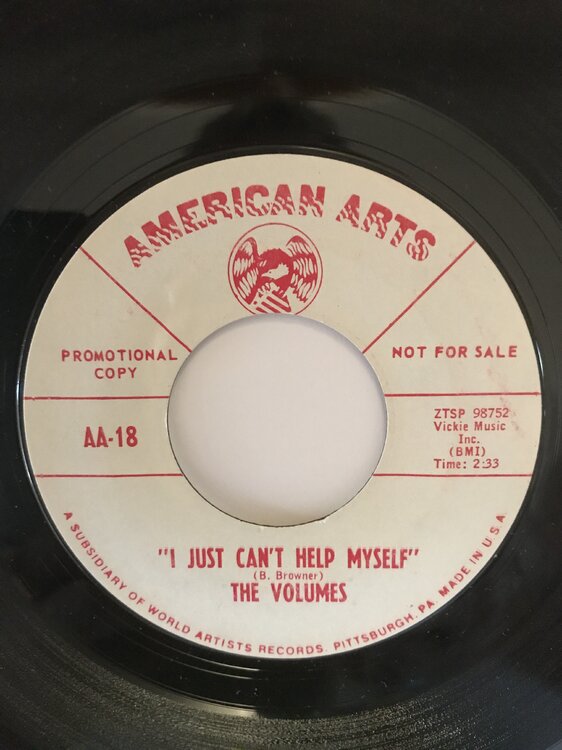 AMERICAN ARTS
PROMOTIONAL
COPY
NOT FOR SALE
AA-18
ZTSP 98752
Vickie Music
Inc.
(BMI)
Time: 2:33
"I JUST CAN'T HELP MYSELF"
(B. Browner)
THE VOLUMES
A SUBSIDIARY OF WORLD ARTISTS RECORDS. PITTSBURGH, PA. MADE IN U.S.A.